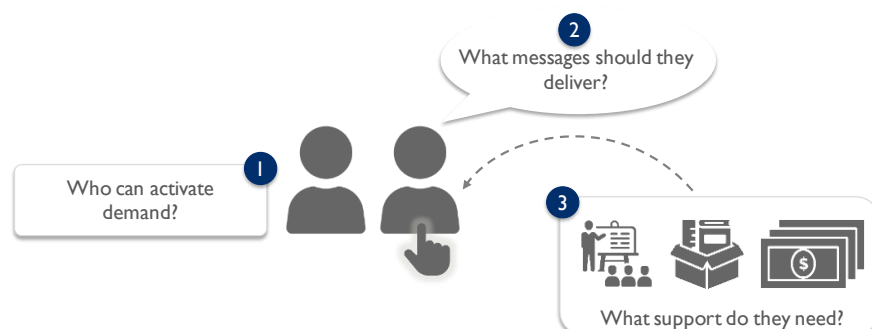 1
Who can activate
demand?
2
What messages should they
deliver?
3
$
What support do they need?